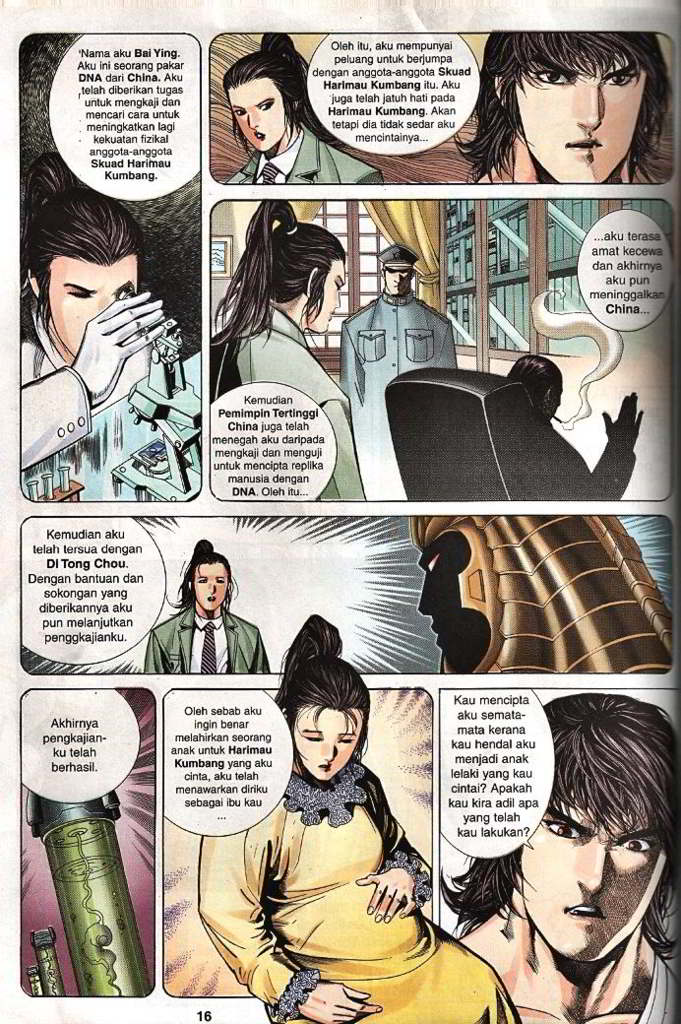 'Nama aku Bai Ying.
Aku ini seorang pakar
DNA dari China. Aku
telah diberikan tugas
untuk mengkaji dan
mencari cara untuk
meningkatkan lagi
kekuatan fizikal
anggota-anggota
Skuad Harimau
Kumbang.
Oleh itu, aku mempunyai
peluang untuk berjumpa
dengan anggota-anggota Skuad
Harimau Kumbang itu. Aku
juga telah jatuh hati pada
Harimau Kumbang. Akan
tetapi dia tidak sedar aku
mencintainya...
...aku terasa
amat kecewa
dan akhirnya
aku pun
meninggalkan
China...
Kemudian
Pemimpin Tertinggi
China juga telah
menegah aku daripada
mengkaji dan menguji
untuk mencipta replika
manusia dengan
DNA. Oleh itu...
Kemudian aku
telah tersua dengan
Di Tong Chou.
Dengan bantuan dan
sokongan yang
diberikannya aku
pun melanjutkan
penggkajianku.
Akhirnya
pengkajian-
ku telah
berhasil.
Oleh sebab aku
ingin benar
melahirkan seorang
anak untuk Harimau
Kumbang yang aku
cinta, aku telah
menawarkan diriku
sebagai ibu kau
...
Kau mencipta
aku semata-
mata kerana
kau hendal aku
menjadi anak
lelaki yang kau
cintai? Apakah
kau kira adil apa
yang telah
kau lakukan?
16